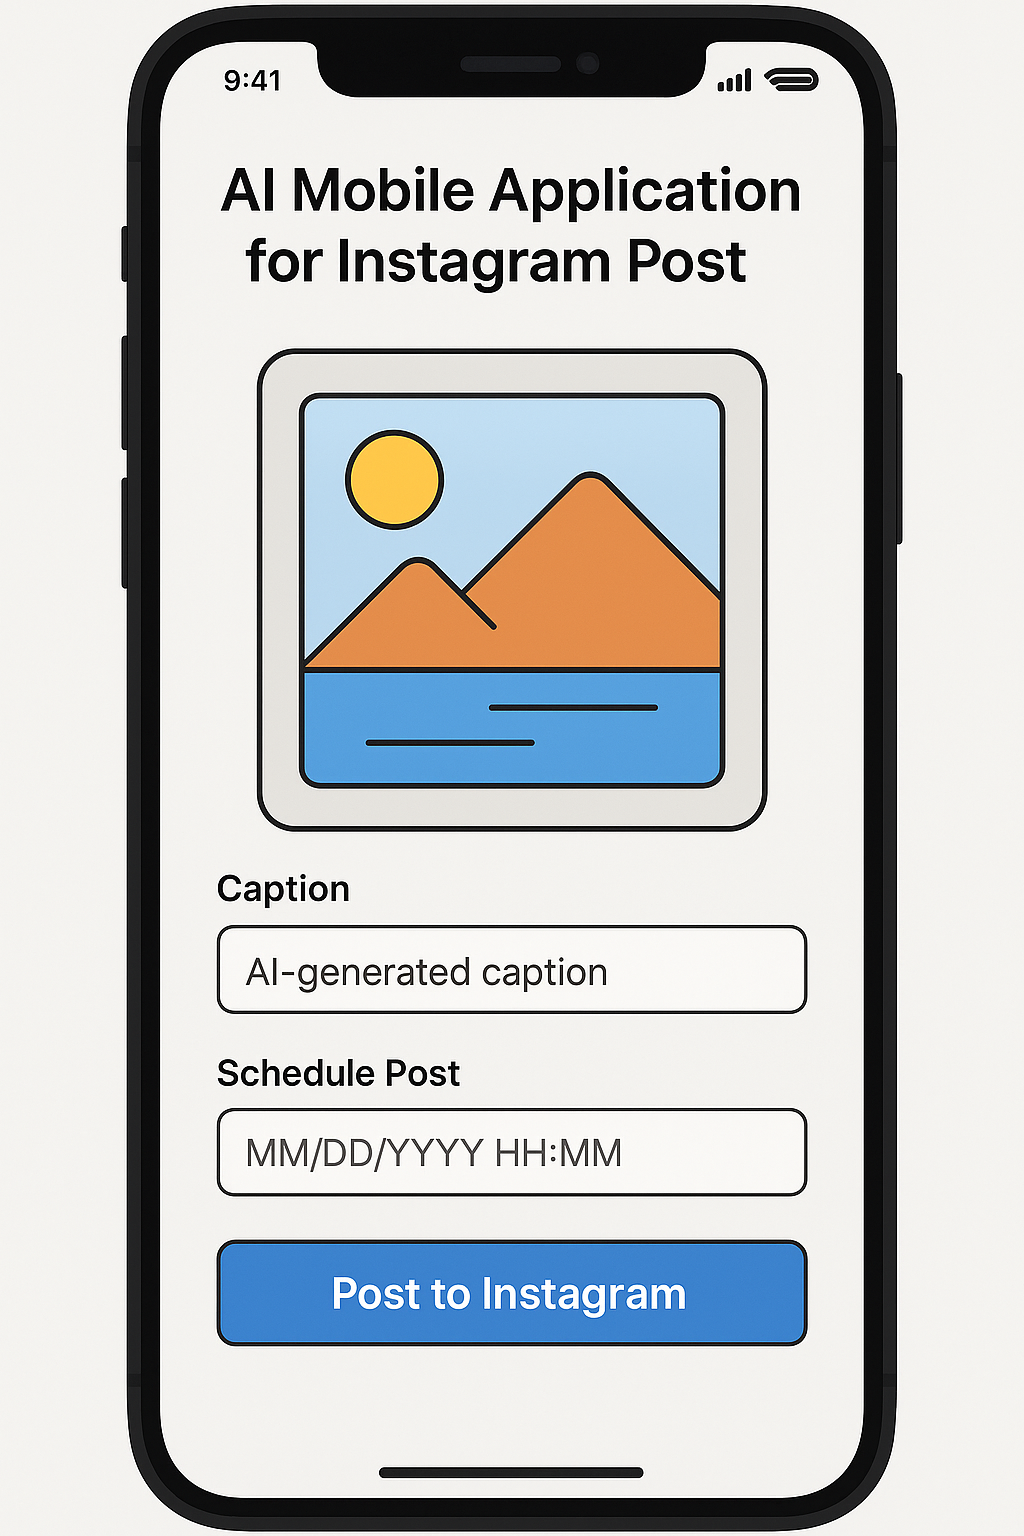 9:41
AI Mobile Application
for Instagram Post
Caption
AI-generated caption
Schedule Post
MM/DD/YYYY HH:MM
Post to Instagram